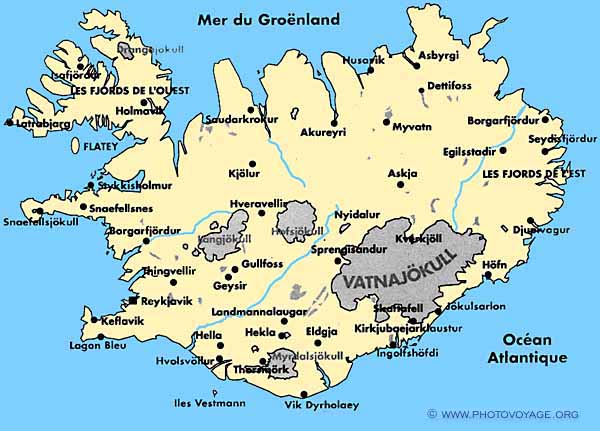 Mer du Groënland
Drangajökull
Isafjördur
Husavik
Asbyrgi
LES FJORDS DE L'OUEST
Dettifoss
Holmavik
Latrabjarg
Saudarkrokur
Akureyri
Myvatn
Borgarfjördur
FLATEY
Seydisfjördur
Egilsstadir
Kjölur
LES FJORDS DE L'EST
Stykkisholmur
Askja
Snaefellsnes
Snaefellsjökull
Hveravellir
Nyidalur
Djupivogur
Borgarfjördur
Langjökull
Hofsjökull
Kverkjöll
Sprengisandur
Gullfoss
VATNAJÖKULL
Höfn
Thingvellir
Geysir
Reykjavik
Skaftafell
Jökulsarlon
Keflavik
Landmannalaugar
Kirkjubaejarklaustur
Hekla
Eldgja
Hella
Lagon Bleu
Ingolfshöfdi
Océan
Atlantique
Hvolsvöllur
Myrdalsjökull
Thorsmörk
Iles Vestmann
Vik Dyrholaey
© WWW.PHOTOVOYAGE.ORG